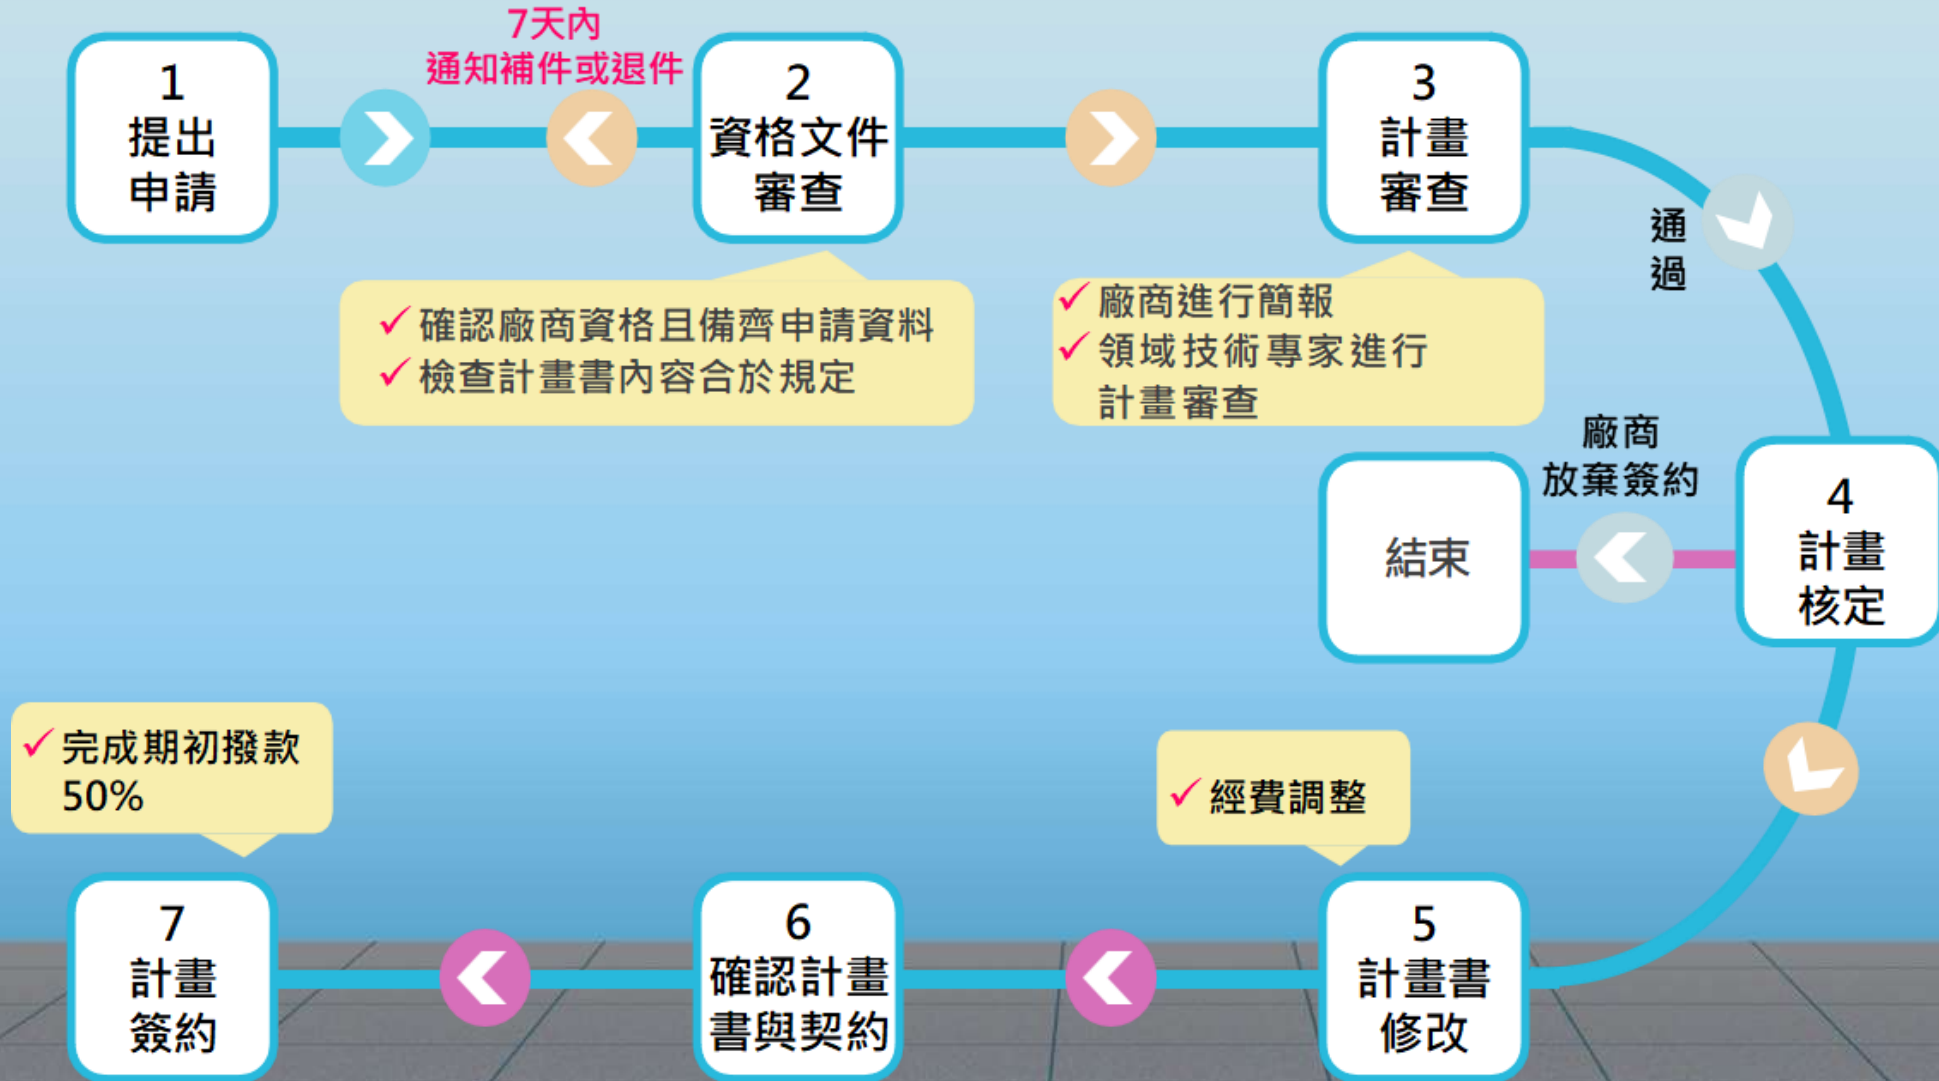 7天內
通知補件或退件
1
提出
申請
2
資格文件
審查
3
計畫
審查
✓確認廠商資格且備齊申請資料
✓檢查計畫書內容合於規定
✓廠商進行簡報
✓領域技術專家進行
計畫審查
通
過
廠商
放棄簽約
結束
4
計畫
核定
✓完成期初撥款
50%
✓經費調整
7
計畫
簽約
6
確認計畫
書與契約
5
計畫書
修改